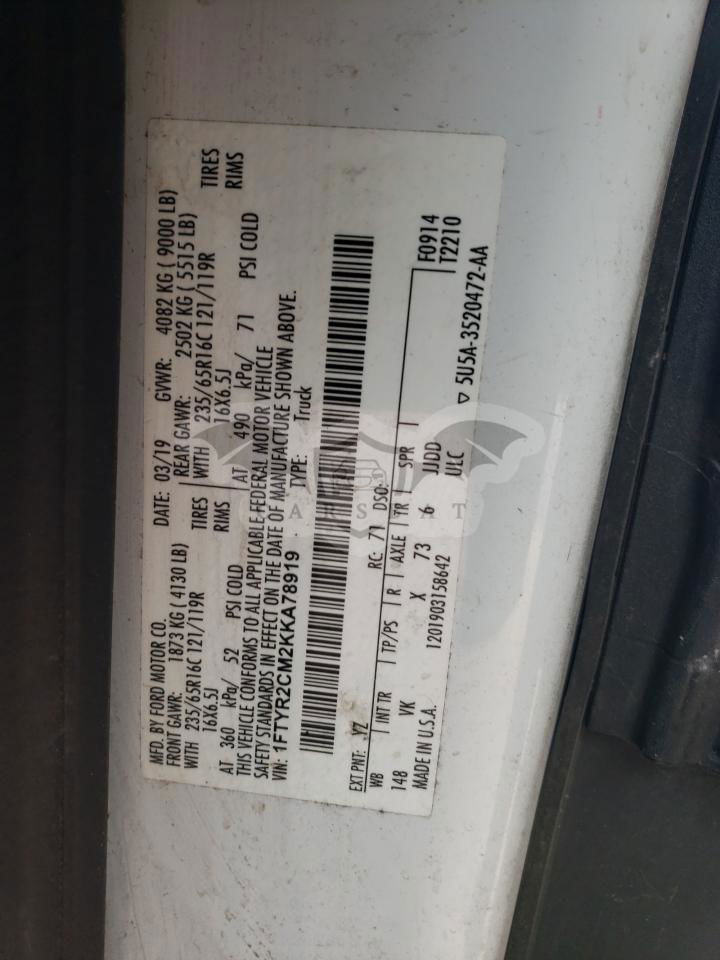 MFD. BY FORD MOTOR CO.
DATE: 03/19 GVWR: 4082 KG ( 9000 LB)
FRONT GAWR: 1873 KG ( 4130 LB) REAR GAWR: 2502 KG ( 5515 LB)
WITH 235/65R16C 121/119R TIRES WITH 235/65R16C 121/119R TIRES
16X6.5J RIMS 16X6.5J RIMS
AT 360 kPa/ 52 PSI COLD AT 490 kPa/ 71 PSI COLD
THIS VEHICLE CONFORMS TO ALL APPLICABLE FEDERAL MOTOR VEHICLE
SAFETY STANDARDS IN EFFECT ON THE DATE OF MANUFACTURE SHOWN ABOVE.
VIN: 1FTYR2CM2KKA78919 TYPE: Truck
EXT PNT: YZ RC: 71 DSO:
WB INT TR TP/PS R AXLE TR SPR F0914
148 VK X 73 6 JJDD T2210
MADE IN U.S.A. 1201903158642 ULC
▽ 5U5A-3520472-AA